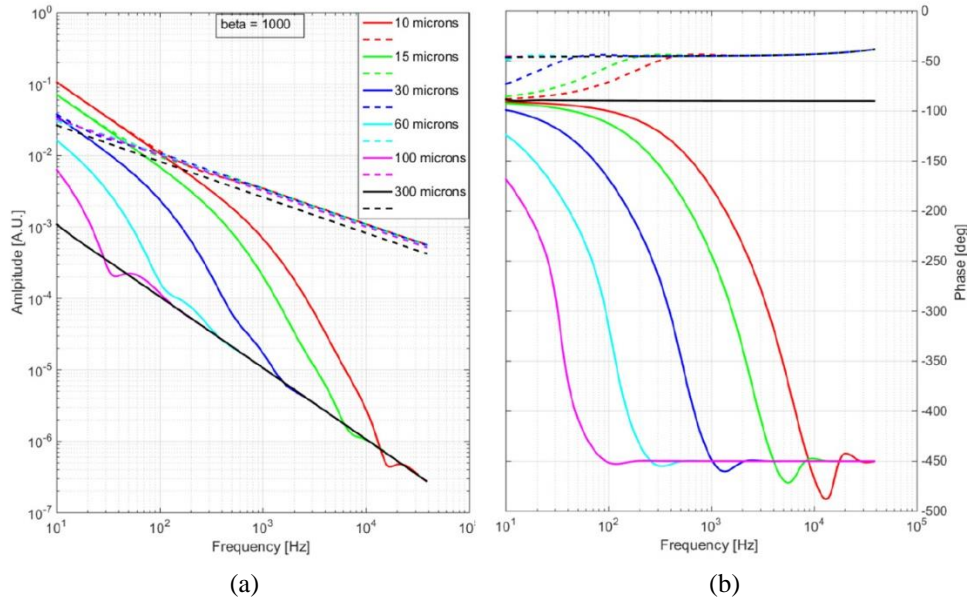 beta = 1000
10 microns
15 microns
30 microns
60 microns
100 microns
300 microns
10^0
10^-1
10^-2
10^-3
10^-4
10^-5
10^-6
10^-7
Amlpitude [A.U.]
10^1 10^2 10^3 10^4 10^5
Frequency [Hz]
(a)
0
-50
-100
-150
-200
-250
-300
-350
-400
-450
-500
Phase [deg]
10^1 10^2 10^3 10^4 10^5
Frequency [Hz]
(b)